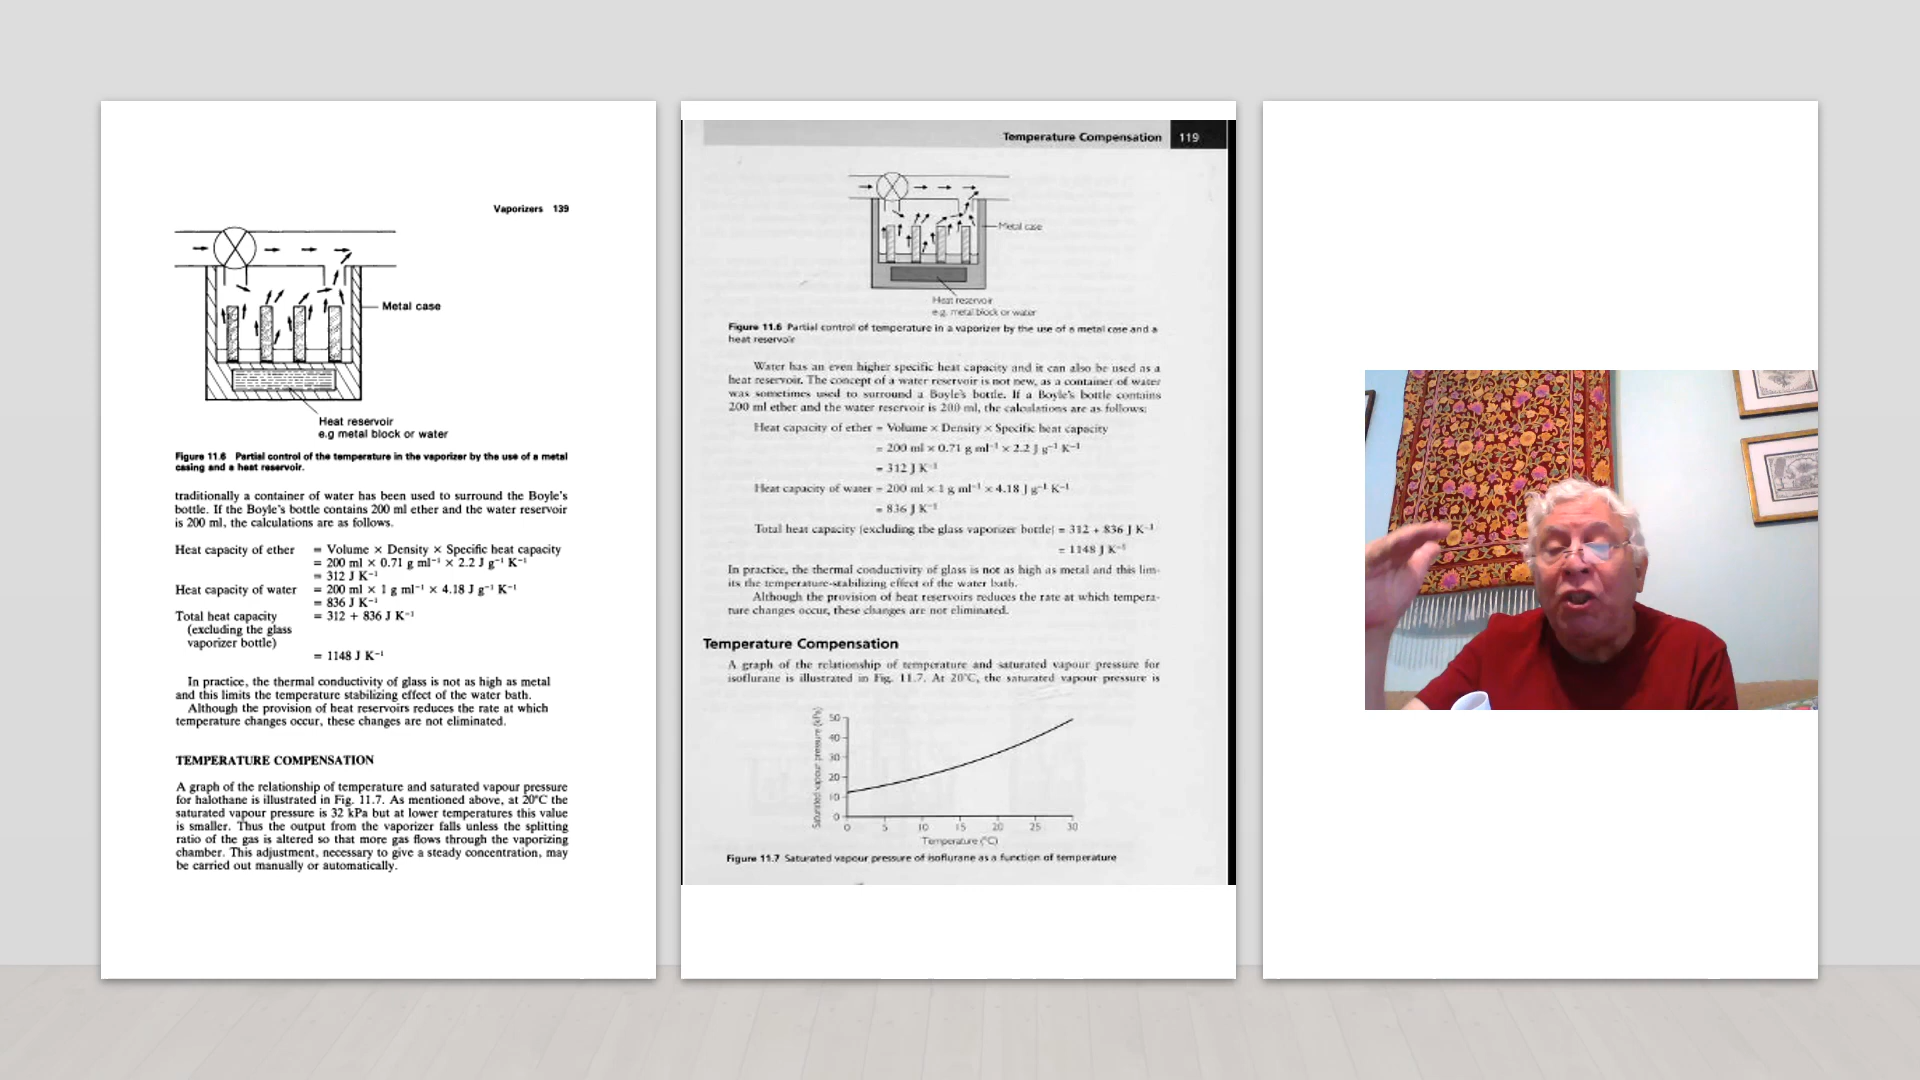 Vaporizers 139
Metal case
Heat reservoir
e.g metal block or water
Figure 11.6 Partial control of the temperature in the vaporizer by the use of a metal
casing and a heat reservoir.
traditionally a container of water has been used to surround the Boyle's
bottle. If the Boyle's bottle contains 200 ml ether and the water reservoir
is 200 ml, the calculations are as follows.
Heat capacity of ether = Volume × Density × Specific heat capacity
= 200 ml × 0.71 g ml⁻¹ × 2.2 J g⁻¹ K⁻¹
= 312 J K⁻¹
Heat capacity of water = 200 ml × 1 g ml⁻¹ × 4.18 J g⁻¹ K⁻¹
= 836 J K⁻¹
Total heat capacity = 312 + 836 J K⁻¹
(excluding the glass
vaporizer bottle)
= 1148 J K⁻¹
In practice, the thermal conductivity of glass is not as high as metal
and this limits the temperature stabilizing effect of the water bath.
Although the provision of heat reservoirs reduces the rate at which
temperature changes occur, these changes are not eliminated.
TEMPERATURE COMPENSATION
A graph of the relationship of temperature and saturated vapour pressure
for halothane is illustrated in Fig. 11.7. As mentioned above, at 20°C the
saturated vapour pressure is 32 kPa but at lower temperatures this value
is smaller. Thus the output from the vaporizer falls unless the splitting
ratio of the gas is altered so that more gas flows through the vaporizing
chamber. This adjustment, necessary to give a steady concentration, may
be carried out manually or automatically.
Temperature Compensation 119
Metal case
Heat reservoir
e.g. metal block or water
Figure 11.6 Partial control of temperature in a vaporizer by the use of a metal case and a
heat reservoir
Water has an even higher specific heat capacity and it can also be used as a
heat reservoir. The concept of a water reservoir is not new, as a container of water
was sometimes used to surround a Boyle's bottle. If a Boyle's bottle contains
200 ml ether and the water reservoir is 200 ml, the calculations are as follows:
Heat capacity of ether = Volume × Density × Specific heat capacity
= 200 ml × 0.71 g ml⁻¹ × 2.2 J g⁻¹ K⁻¹
= 312 J K⁻¹
Heat capacity of water = 200 ml × 1 g ml⁻¹ × 4.18 J g⁻¹ K⁻¹
= 836 J K⁻¹
Total heat capacity (excluding the glass vaporizer bottle) = 312 + 836 J K⁻¹
= 1148 J K⁻¹
In practice, the thermal conductivity of glass is not as high as metal and this lim-
its the temperature-stabilizing effect of the water bath.
Although the provision of heat reservoirs reduces the rate at which tempera-
ture changes occur, these changes are not eliminated.
Temperature Compensation
A graph of the relationship of temperature and saturated vapour pressure for
isoflurane is illustrated in Fig. 11.7. At 20°C, the saturated vapour pressure is
Saturated vapour pressure (kPa)
50
40
30
20
10
0
0 5 10 15 20 25 30
Temperature (°C)
Figure 11.7 Saturated vapour pressure of isoflurane as a function of temperature